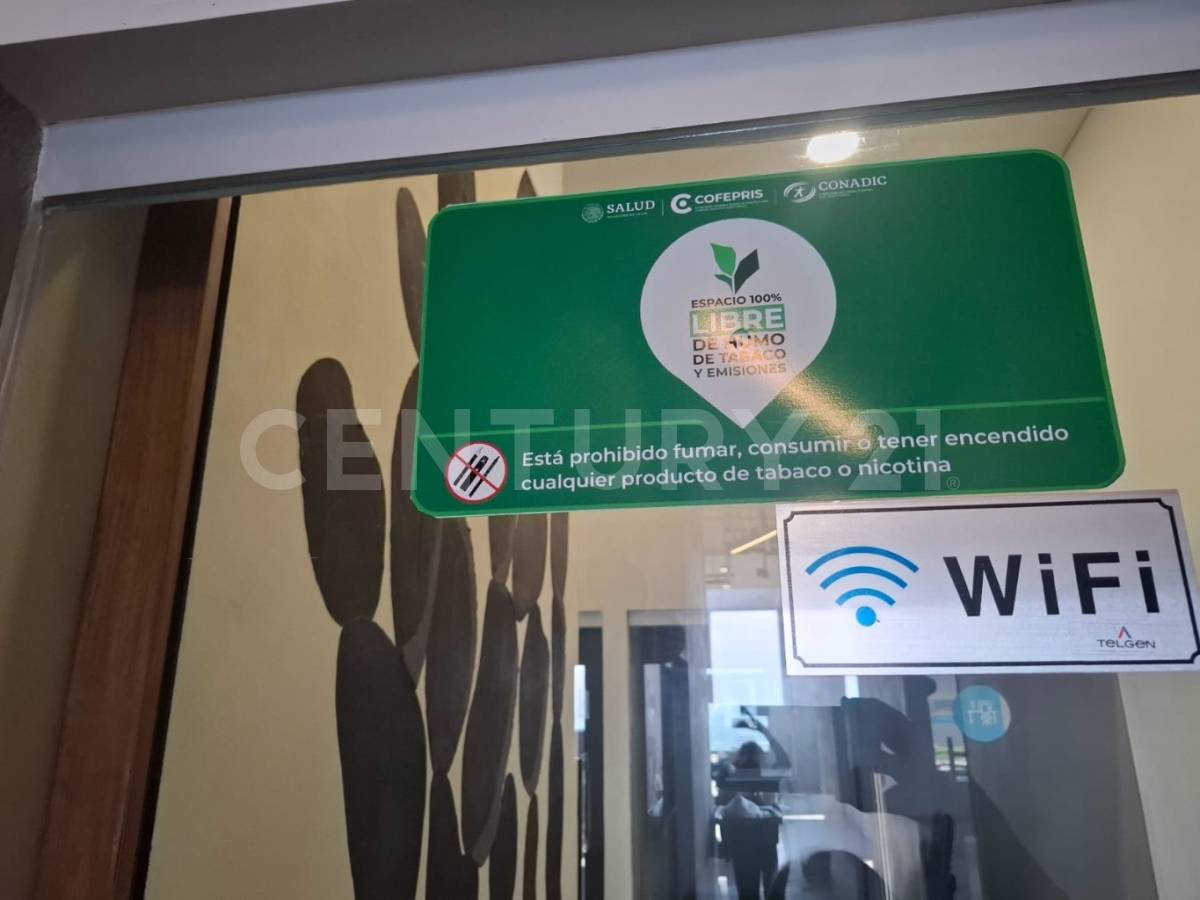 SALUD
COFEPRIS
CONADIC
ESPACIO 100%
LIBRE
DE HUMO
DE TABACO
Y EMISIONES
CENTURY 21®
Está prohibido fumar, consumir o tener encendido
cualquier producto de tabaco o nicotina
WiFi
TELGEN